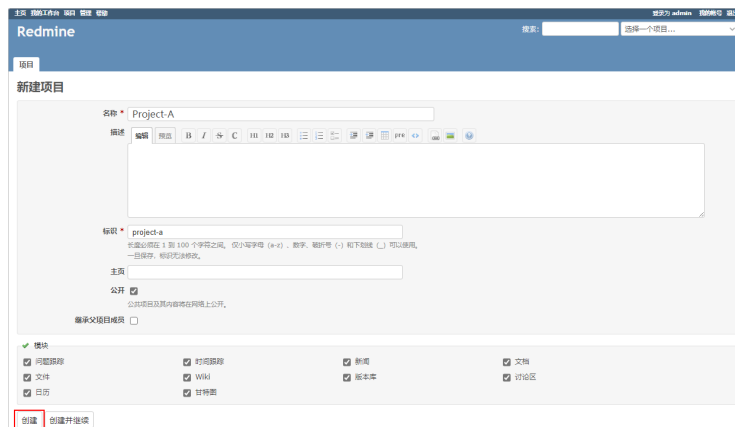 主页 我的工作台 项目 管理 帮助 登录为 admin 我的帐号 退出
Redmine 搜索: 选择一个项目...
项目
新建项目
名称 * Project-A
描述 编辑 预览 B I S C H1 H2 H3 pre <>
标识 * project-a
长度必须在 1 到 100 个字符之间。 仅小写字母 (a-z) 、数字、破折号 (-) 和下划线 (_) 可以使用。
一旦保存，标识无法修改。
主页
公开
公共项目及其内容将在网络上公开。
继承父项目成员
模块
问题跟踪 时间跟踪 新闻 文档
文件 Wiki 版本库 讨论区
日历 甘特图
创建 创建并继续